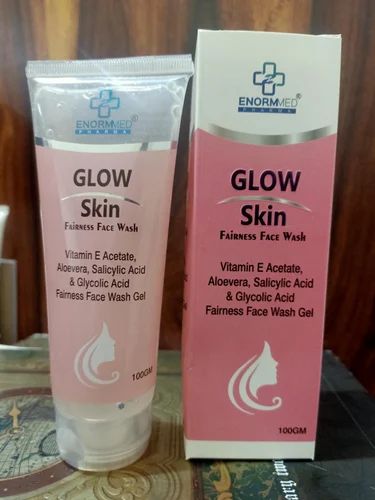 ENORMMED®
PHARMA
GLOW
Skin
FAIRNESS FACE WASH
Vitamin E Acetate,
Aloevera, Salicylic Acid
& Glycolic Acid
Fairness Face Wash Gel
100GM
ENORMMED®
PHARMA
GLOW
Skin
FAIRNESS FACE WASH
Vitamin E Acetate,
Aloevera, Salicylic Acid
& Glycolic Acid
Fairness Face Wash Gel
100GM